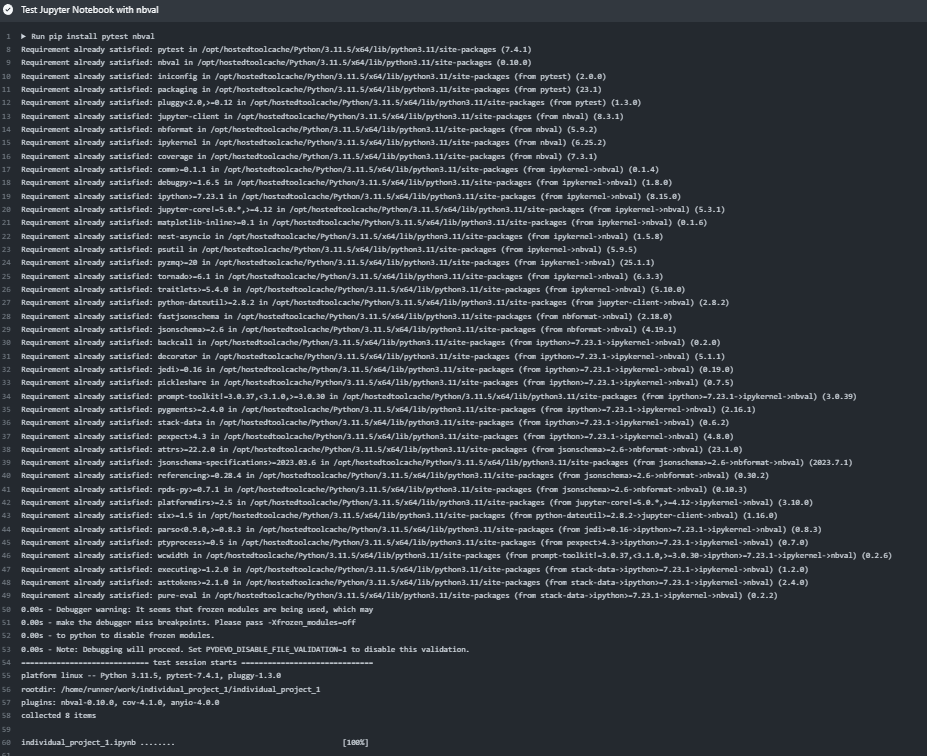 Test Jupyter Notebook with nbval
1 ▶ Run pip install pytest nbval
8 Requirement already satisfied: pytest in /opt/hostedtoolcache/Python/3.11.5/x64/lib/python3.11/site-packages (7.4.1)
9 Requirement already satisfied: nbval in /opt/hostedtoolcache/Python/3.11.5/x64/lib/python3.11/site-packages (0.10.0)
10 Requirement already satisfied: iniconfig in /opt/hostedtoolcache/Python/3.11.5/x64/lib/python3.11/site-packages (from pytest) (2.0.0)
11 Requirement already satisfied: packaging in /opt/hostedtoolcache/Python/3.11.5/x64/lib/python3.11/site-packages (from pytest) (23.1)
12 Requirement already satisfied: pluggy<2.0,>=0.12 in /opt/hostedtoolcache/Python/3.11.5/x64/lib/python3.11/site-packages (from pytest) (1.3.0)
13 Requirement already satisfied: jupyter-client in /opt/hostedtoolcache/Python/3.11.5/x64/lib/python3.11/site-packages (from nbval) (8.3.1)
14 Requirement already satisfied: nbformat in /opt/hostedtoolcache/Python/3.11.5/x64/lib/python3.11/site-packages (from nbval) (5.9.2)
15 Requirement already satisfied: ipykernel in /opt/hostedtoolcache/Python/3.11.5/x64/lib/python3.11/site-packages (from nbval) (6.25.2)
16 Requirement already satisfied: coverage in /opt/hostedtoolcache/Python/3.11.5/x64/lib/python3.11/site-packages (from nbval) (7.3.1)
17 Requirement already satisfied: comm>=0.1.1 in /opt/hostedtoolcache/Python/3.11.5/x64/lib/python3.11/site-packages (from ipykernel->nbval) (0.1.4)
18 Requirement already satisfied: debugpy>=1.6.5 in /opt/hostedtoolcache/Python/3.11.5/x64/lib/python3.11/site-packages (from ipykernel->nbval) (1.8.0)
19 Requirement already satisfied: ipython>=7.23.1 in /opt/hostedtoolcache/Python/3.11.5/x64/lib/python3.11/site-packages (from ipykernel->nbval) (8.15.0)
20 Requirement already satisfied: jupyter-core!=5.0.*,>=4.12 in /opt/hostedtoolcache/Python/3.11.5/x64/lib/python3.11/site-packages (from ipykernel->nbval) (5.3.1)
21 Requirement already satisfied: matplotlib-inline>=0.1 in /opt/hostedtoolcache/Python/3.11.5/x64/lib/python3.11/site-packages (from ipykernel->nbval) (0.1.6)
22 Requirement already satisfied: nest-asyncio in /opt/hostedtoolcache/Python/3.11.5/x64/lib/python3.11/site-packages (from ipykernel->nbval) (1.5.8)
23 Requirement already satisfied: psutil in /opt/hostedtoolcache/Python/3.11.5/x64/lib/python3.11/site-packages (from ipykernel->nbval) (5.9.5)
24 Requirement already satisfied: pyzmq>=20 in /opt/hostedtoolcache/Python/3.11.5/x64/lib/python3.11/site-packages (from ipykernel->nbval) (25.1.1)
25 Requirement already satisfied: tornado>=6.1 in /opt/hostedtoolcache/Python/3.11.5/x64/lib/python3.11/site-packages (from ipykernel->nbval) (6.3.3)
26 Requirement already satisfied: traitlets>=5.4.0 in /opt/hostedtoolcache/Python/3.11.5/x64/lib/python3.11/site-packages (from ipykernel->nbval) (5.10.0)
27 Requirement already satisfied: python-dateutil>=2.8.2 in /opt/hostedtoolcache/Python/3.11.5/x64/lib/python3.11/site-packages (from jupyter-client->nbval) (2.8.2)
28 Requirement already satisfied: fastjsonschema in /opt/hostedtoolcache/Python/3.11.5/x64/lib/python3.11/site-packages (from nbformat->nbval) (2.18.0)
29 Requirement already satisfied: jsonschema>=2.6 in /opt/hostedtoolcache/Python/3.11.5/x64/lib/python3.11/site-packages (from nbformat->nbval) (4.19.1)
30 Requirement already satisfied: backcall in /opt/hostedtoolcache/Python/3.11.5/x64/lib/python3.11/site-packages (from ipython>=7.23.1->ipykernel->nbval) (0.2.0)
31 Requirement already satisfied: decorator in /opt/hostedtoolcache/Python/3.11.5/x64/lib/python3.11/site-packages (from ipython>=7.23.1->ipykernel->nbval) (5.1.1)
32 Requirement already satisfied: jedi>=0.16 in /opt/hostedtoolcache/Python/3.11.5/x64/lib/python3.11/site-packages (from ipython>=7.23.1->ipykernel->nbval) (0.19.0)
33 Requirement already satisfied: pickleshare in /opt/hostedtoolcache/Python/3.11.5/x64/lib/python3.11/site-packages (from ipython>=7.23.1->ipykernel->nbval) (0.7.5)
34 Requirement already satisfied: prompt-toolkit!=3.0.37,<3.1.0,>=3.0.30 in /opt/hostedtoolcache/Python/3.11.5/x64/lib/python3.11/site-packages (from ipython>=7.23.1->ipykernel->nbval) (3.0.39)
35 Requirement already satisfied: pygments>=2.4.0 in /opt/hostedtoolcache/Python/3.11.5/x64/lib/python3.11/site-packages (from ipython>=7.23.1->ipykernel->nbval) (2.16.1)
36 Requirement already satisfied: stack-data in /opt/hostedtoolcache/Python/3.11.5/x64/lib/python3.11/site-packages (from ipython>=7.23.1->ipykernel->nbval) (0.6.2)
37 Requirement already satisfied: pexpect>4.3 in /opt/hostedtoolcache/Python/3.11.5/x64/lib/python3.11/site-packages (from ipython>=7.23.1->ipykernel->nbval) (4.8.0)
38 Requirement already satisfied: attrs>=22.2.0 in /opt/hostedtoolcache/Python/3.11.5/x64/lib/python3.11/site-packages (from jsonschema>=2.6->nbformat->nbval) (23.1.0)
39 Requirement already satisfied: jsonschema-specifications>=2023.03.6 in /opt/hostedtoolcache/Python/3.11.5/x64/lib/python3.11/site-packages (from jsonschema>=2.6->nbformat->nbval) (2023.7.1)
40 Requirement already satisfied: referencing>=0.28.4 in /opt/hostedtoolcache/Python/3.11.5/x64/lib/python3.11/site-packages (from jsonschema>=2.6->nbformat->nbval) (0.30.2)
41 Requirement already satisfied: rpds-py>=0.7.1 in /opt/hostedtoolcache/Python/3.11.5/x64/lib/python3.11/site-packages (from jsonschema>=2.6->nbformat->nbval) (0.10.3)
42 Requirement already satisfied: platformdirs>=2.5 in /opt/hostedtoolcache/Python/3.11.5/x64/lib/python3.11/site-packages (from jupyter-core!=5.0.*,>=4.12->ipykernel->nbval) (3.10.0)
43 Requirement already satisfied: six>=1.5 in /opt/hostedtoolcache/Python/3.11.5/x64/lib/python3.11/site-packages (from python-dateutil>=2.8.2->jupyter-client->nbval) (1.16.0)
44 Requirement already satisfied: parso<0.9.0,>=0.8.3 in /opt/hostedtoolcache/Python/3.11.5/x64/lib/python3.11/site-packages (from jedi>=0.16->ipython>=7.23.1->ipykernel->nbval) (0.8.3)
45 Requirement already satisfied: ptyprocess>=0.5 in /opt/hostedtoolcache/Python/3.11.5/x64/lib/python3.11/site-packages (from pexpect>4.3->ipython>=7.23.1->ipykernel->nbval) (0.7.0)
46 Requirement already satisfied: wcwidth in /opt/hostedtoolcache/Python/3.11.5/x64/lib/python3.11/site-packages (from prompt-toolkit!=3.0.37,<3.1.0,>=3.0.30->ipython>=7.23.1->ipykernel->nbval) (0.2.6)
47 Requirement already satisfied: executing>=1.2.0 in /opt/hostedtoolcache/Python/3.11.5/x64/lib/python3.11/site-packages (from stack-data->ipython>=7.23.1->ipykernel->nbval) (1.2.0)
48 Requirement already satisfied: asttokens>=2.1.0 in /opt/hostedtoolcache/Python/3.11.5/x64/lib/python3.11/site-packages (from stack-data->ipython>=7.23.1->ipykernel->nbval) (2.4.0)
49 Requirement already satisfied: pure-eval in /opt/hostedtoolcache/Python/3.11.5/x64/lib/python3.11/site-packages (from stack-data->ipython>=7.23.1->ipykernel->nbval) (0.2.2)
50 0.00s - Debugger warning: It seems that frozen modules are being used, which may
51 0.00s - make the debugger miss breakpoints. Please pass -Xfrozen_modules=off
52 0.00s - to python to disable frozen modules.
53 0.00s - Note: Debugging will proceed. Set PYDEVD_DISABLE_FILE_VALIDATION=1 to disable this validation.
54 ============================= test session starts ==============================
55 platform linux -- Python 3.11.5, pytest-7.4.1, pluggy-1.3.0
56 rootdir: /home/runner/work/individual_project_1/individual_project_1
57 plugins: nbval-0.10.0, cov-4.1.0, anyio-4.0.0
58 collected 8 items
59
60 individual_project_1.ipynb ........ [100%]